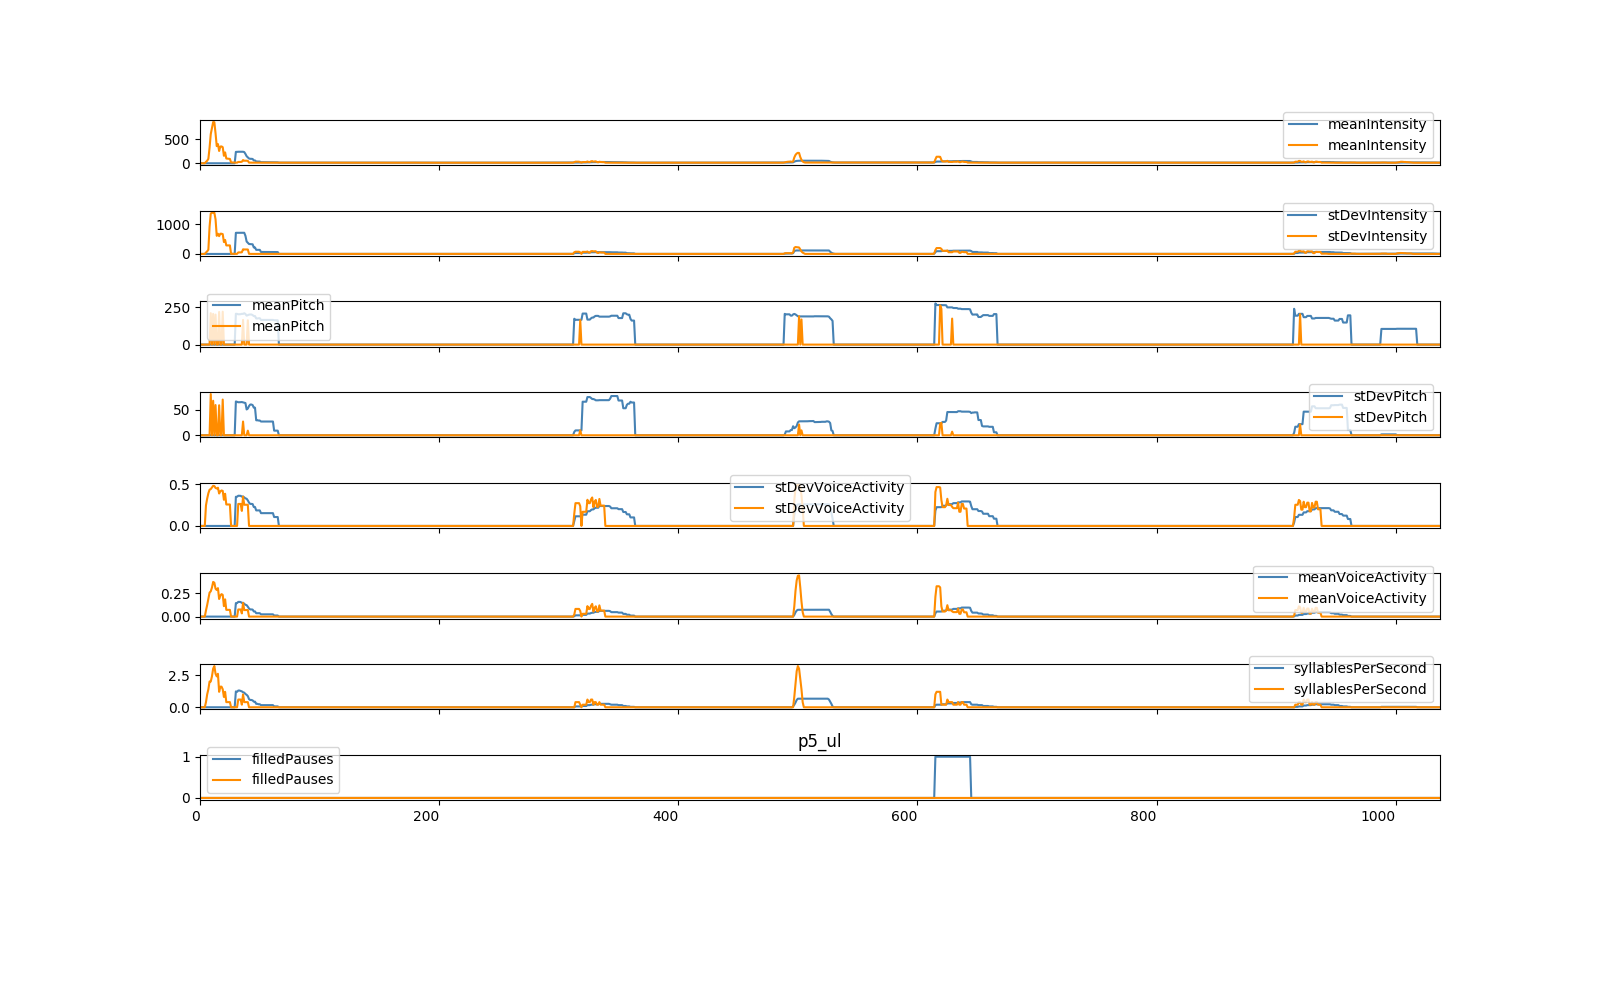 500
0
meanIntensity
meanIntensity
1000
0
stDevIntensity
stDevIntensity
250
0
meanPitch
meanPitch
50
0
stDevPitch
stDevPitch
0.5
0.0
stDevVoiceActivity
stDevVoiceActivity
0.25
0.00
meanVoiceActivity
meanVoiceActivity
2.5
0.0
syllablesPerSecond
syllablesPerSecond
p5_ul
1
0
filledPauses
filledPauses
0 200 400 600 800 1000